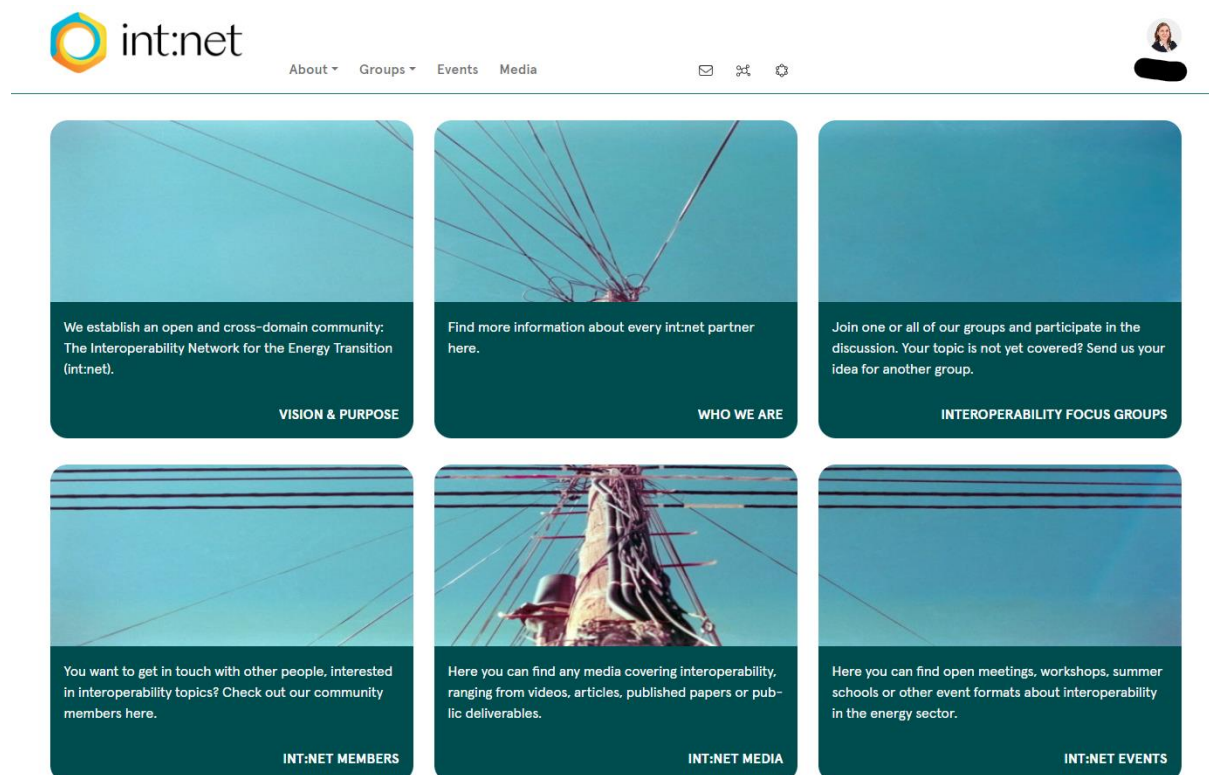 int:net
About Groups Events Media
We establish an open and cross-domain community:
The Interoperability Network for the Energy Transition
(int:net).
VISION & PURPOSE
Find more information about every int:net partner
here.
WHO WE ARE
Join one or all of our groups and participate in the
discussion. Your topic is not yet covered? Send us your
idea for another group.
INTEROPERABILITY FOCUS GROUPS
You want to get in touch with other people, interested
in interoperability topics? Check out our community
members here.
INT:NET MEMBERS
Here you can find any media covering interoperability,
ranging from videos, articles, published papers or pub-
lic deliverables.
INT:NET MEDIA
Here you can find open meetings, workshops, summer
schools or other event formats about interoperability
in the energy sector.
INT:NET EVENTS